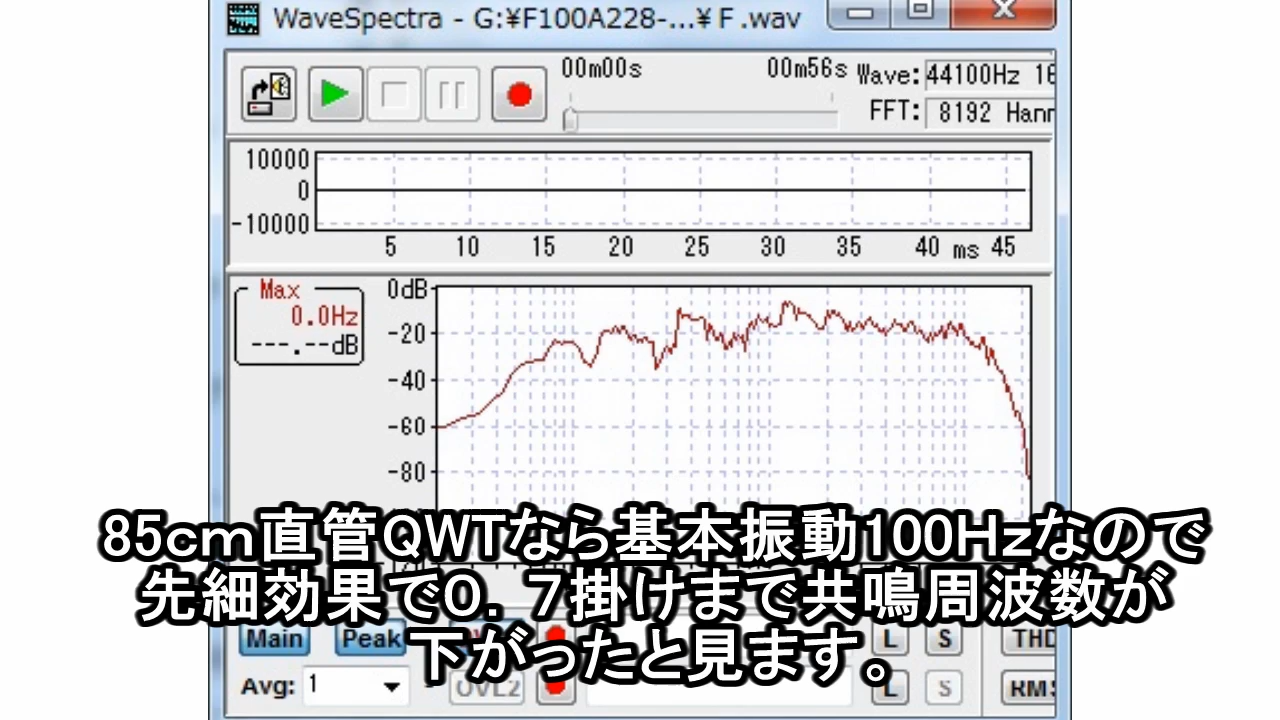 WaveSpectra - G:¥F100A228-...¥Ｆ.wav
00m00s 00m56s Wave: 44100Hz 16
FFT: 8192 Hann
10000
0
-10000
5 10 15 20 25 30 35 40 ms 45
Max
0.0Hz
---.--dB
0dB
-20
-40
-60
-80
85cm直管QWTなら基本振動100Hzなので
先細効果で0．7掛けまで共鳴周波数が
下がったと見ます。
Main Peak L S THD
Avg: 1 OVL2 L S RMS